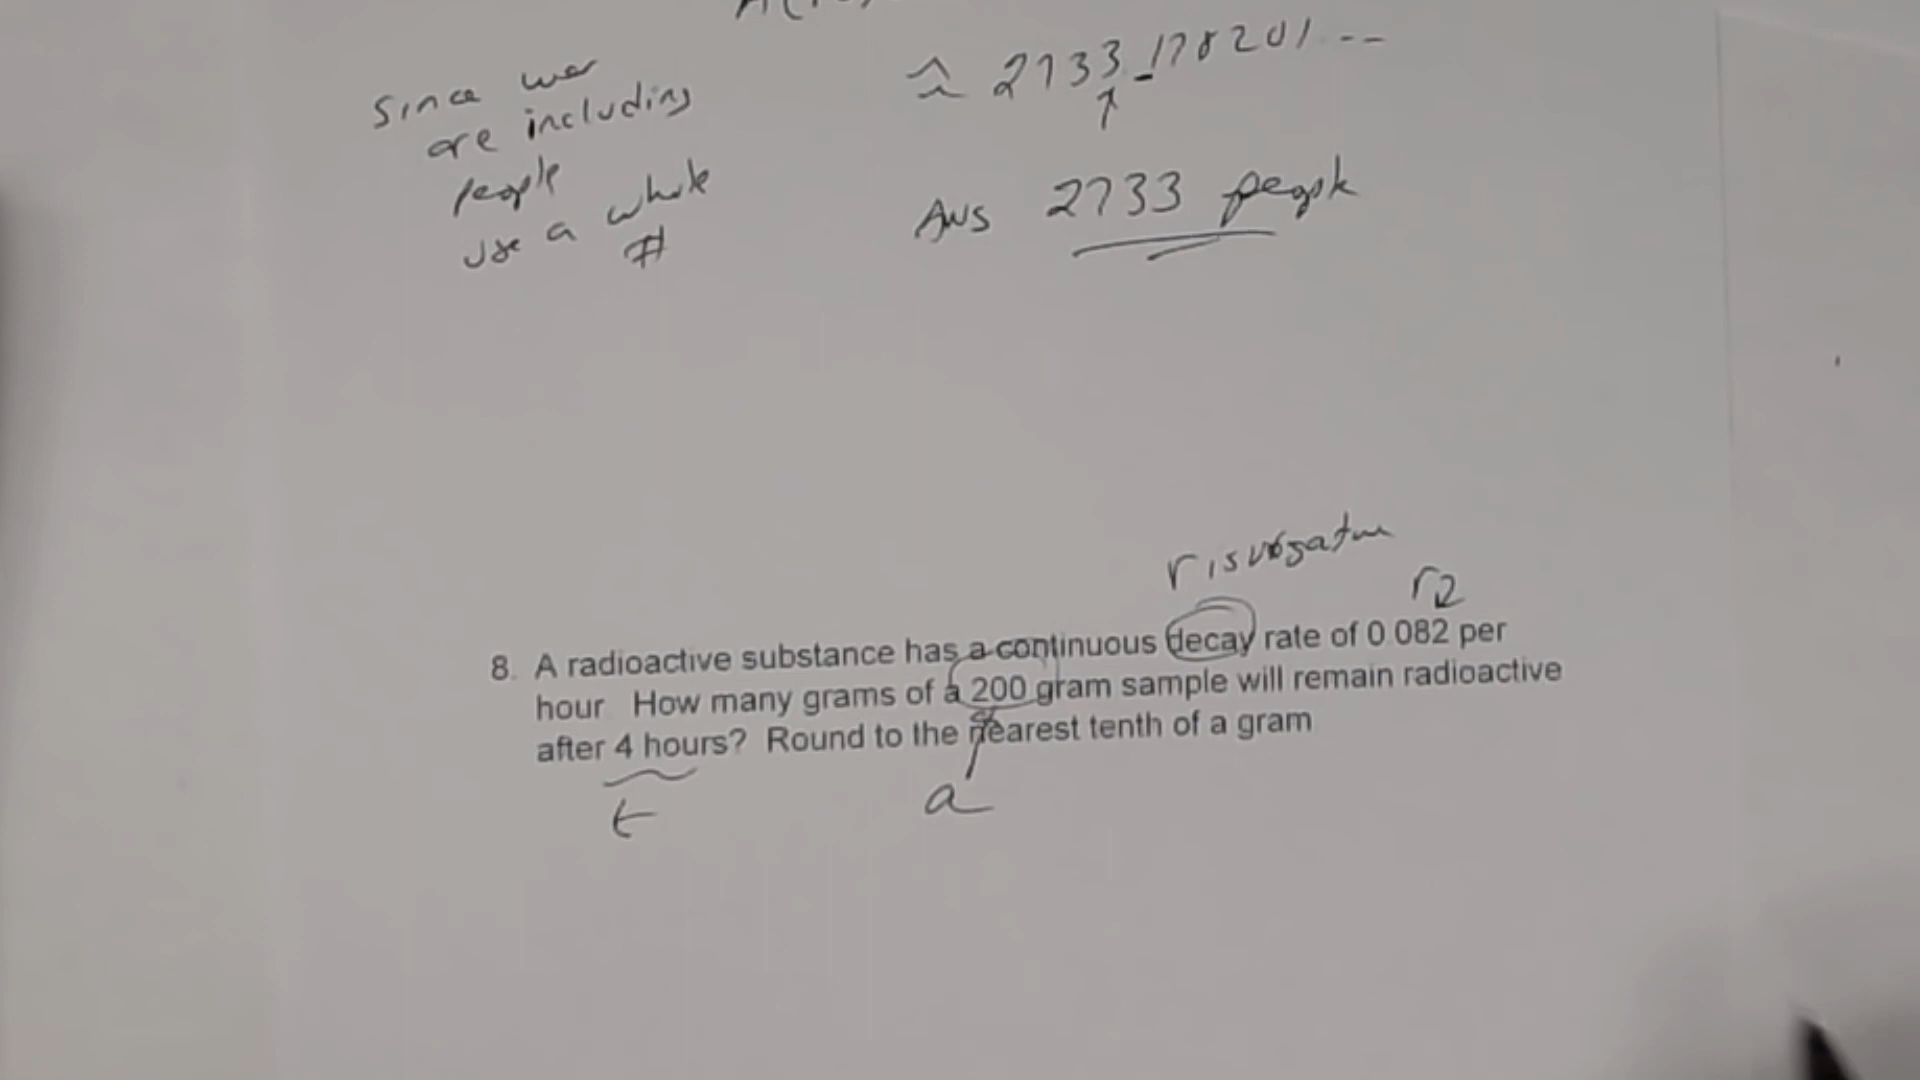 ≈ 2733.178201...
Since we
are including
people
use a whole
#
Ans 2733 people
r is negative
r
8. A radioactive substance has a continuous decay rate of 0.082 per
hour. How many grams of a 200 gram sample will remain radioactive
after 4 hours? Round to the nearest tenth of a gram
t
a